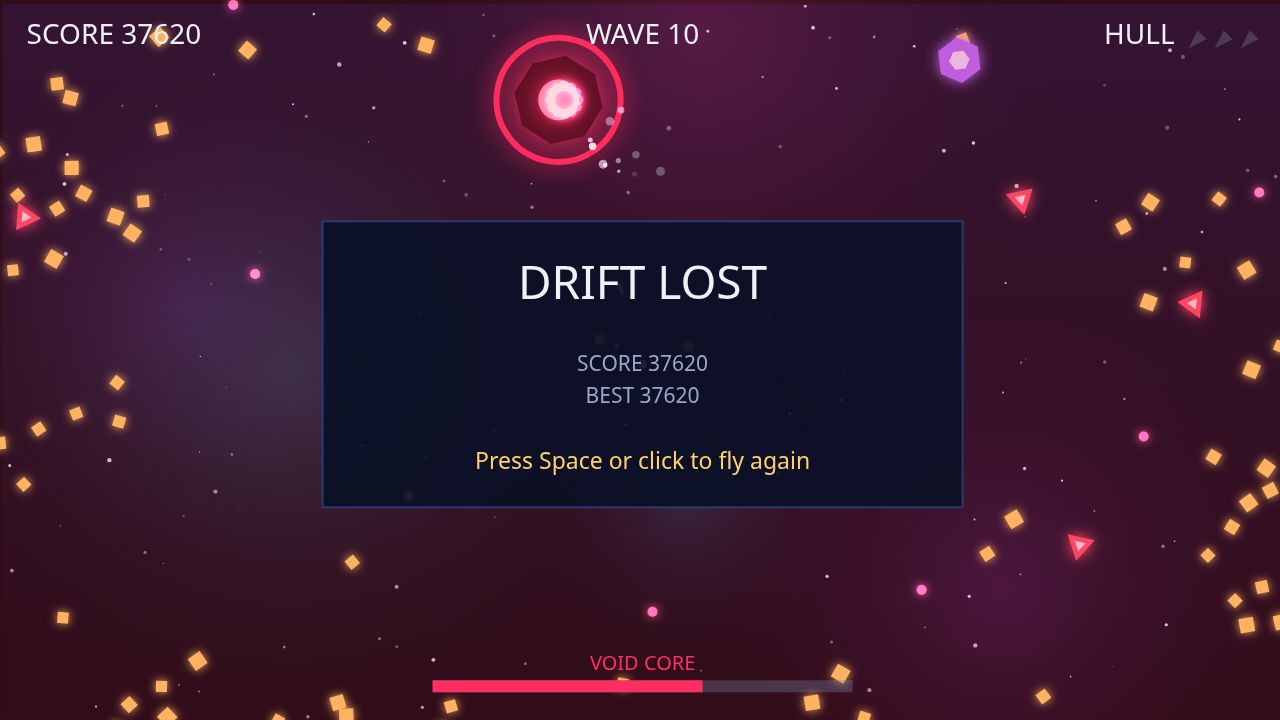 SCORE 37620
WAVE 10
HULL
DRIFT LOST
SCORE 37620
BEST 37620
Press Space or click to fly again
VOID CORE